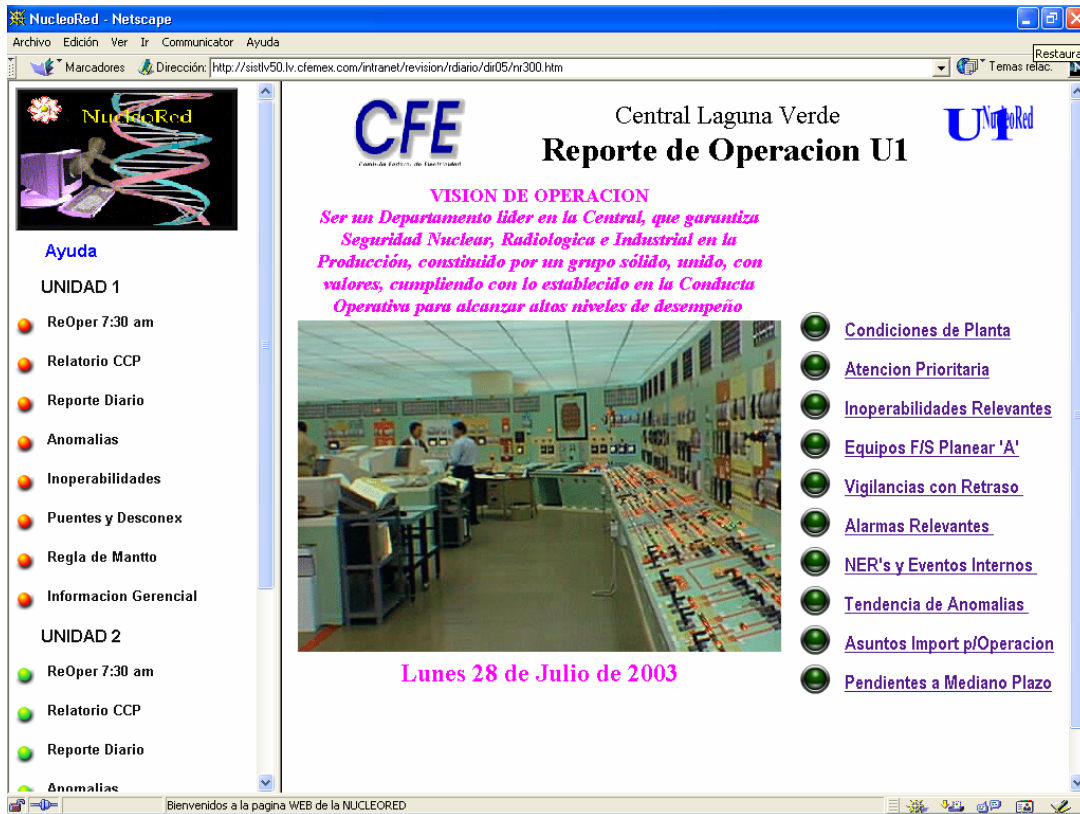 NucleoRed - Netscape
Archivo Edición Ver Ir Communicator Ayuda
Restaura
Marcadores Dirección: http://sistlv50.lv.cfemex.com/intranet/revision/rdiario/dir05/nr300.htm Temas relac. N
NucleoRed
Ayuda
UNIDAD 1
ReOper 7:30 am
Relatorio CCP
Reporte Diario
Anomalias
Inoperabilidades
Puentes y Desconex
Regla de Mantto
Informacion Gerencial
UNIDAD 2
ReOper 7:30 am
Relatorio CCP
Reporte Diario
Anomalias
CFE
Comisión Federal de Electricidad
Central Laguna Verde
Reporte de Operacion U1
U1 NucleoRed
VISION DE OPERACION
Ser un Departamento lider en la Central, que garantiza
Seguridad Nuclear, Radiologica e Industrial en la
Producción, constituido por un grupo sólido, unido, con
valores, cumpliendo con lo establecido en la Conducta
Operativa para alcanzar altos niveles de desempeño
Lunes 28 de Julio de 2003
Condiciones de Planta
Atencion Prioritaria
Inoperabilidades Relevantes
Equipos F/S Planear 'A'
Vigilancias con Retraso
Alarmas Relevantes
NER's y Eventos Internos
Tendencia de Anomalias
Asuntos Import p/Operacion
Pendientes a Mediano Plazo
Bienvenidos a la pagina WEB de la NUCLEORED